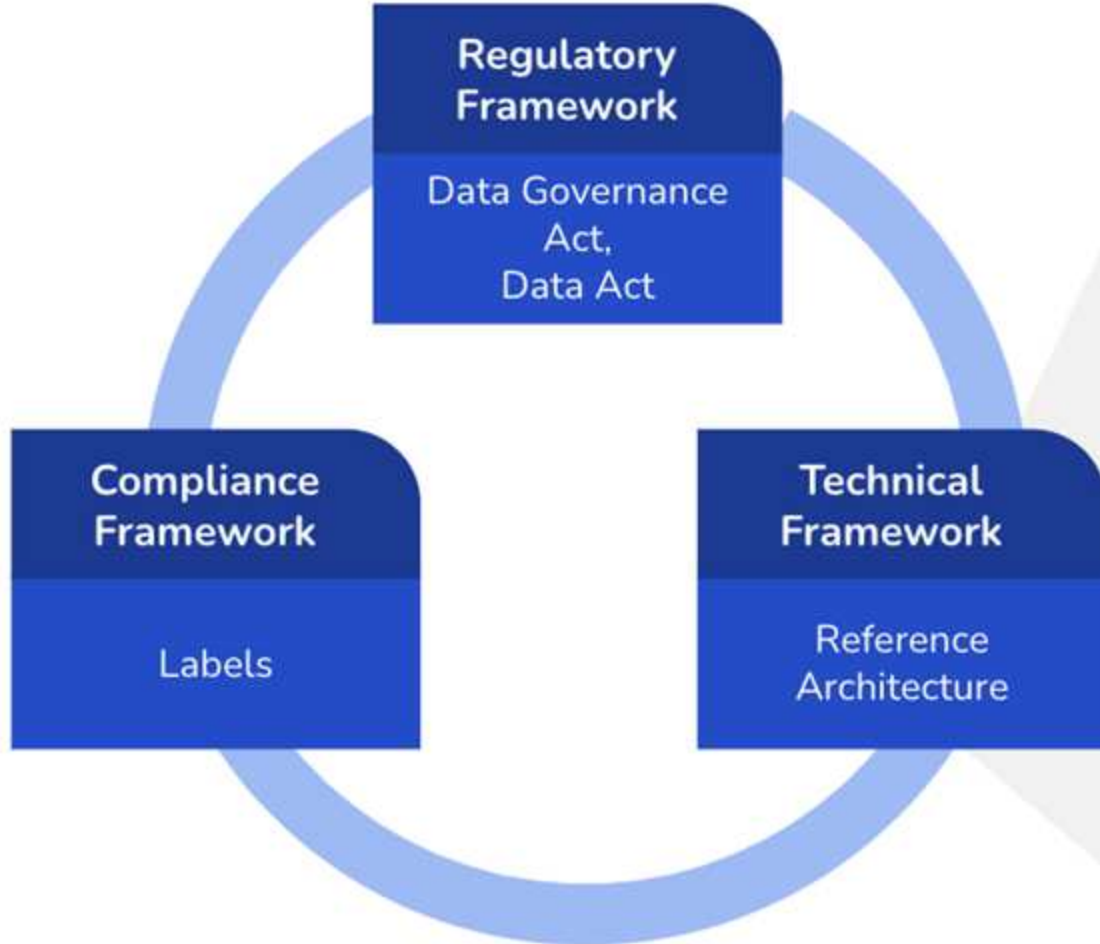 Regulatory
Framework
Data Governance
Act,
Data Act
Compliance
Framework
Labels
Technical
Framework
Reference
Architecture